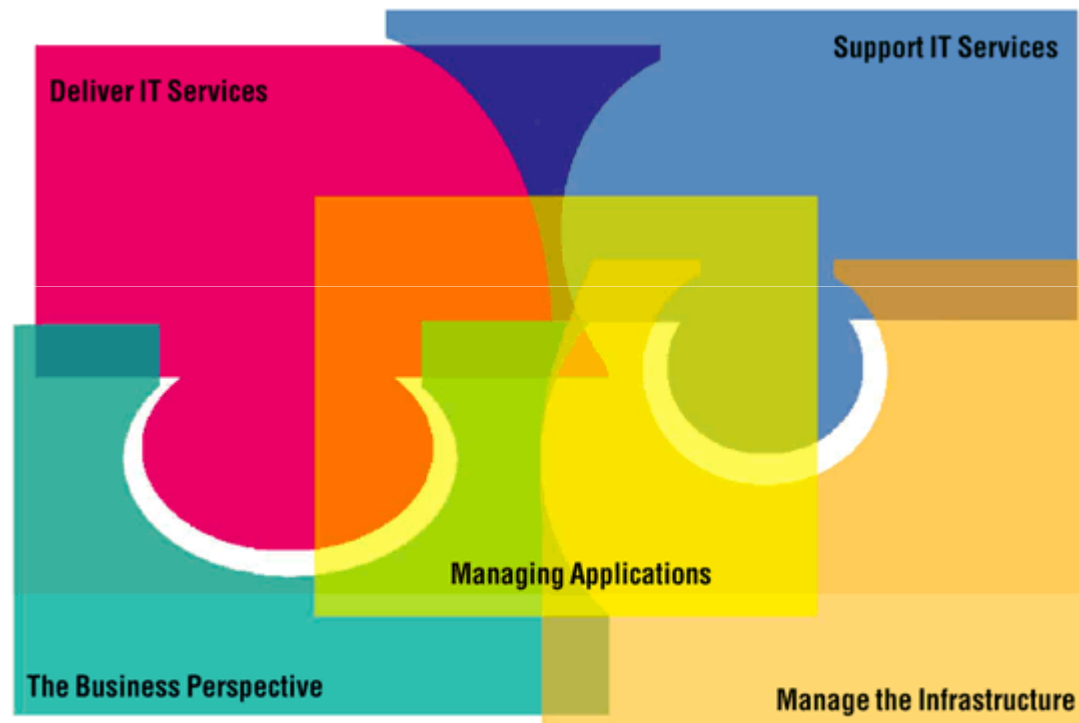 Support IT Services
Deliver IT Services
Managing Applications
The Business Perspective
Manage the Infrastructure